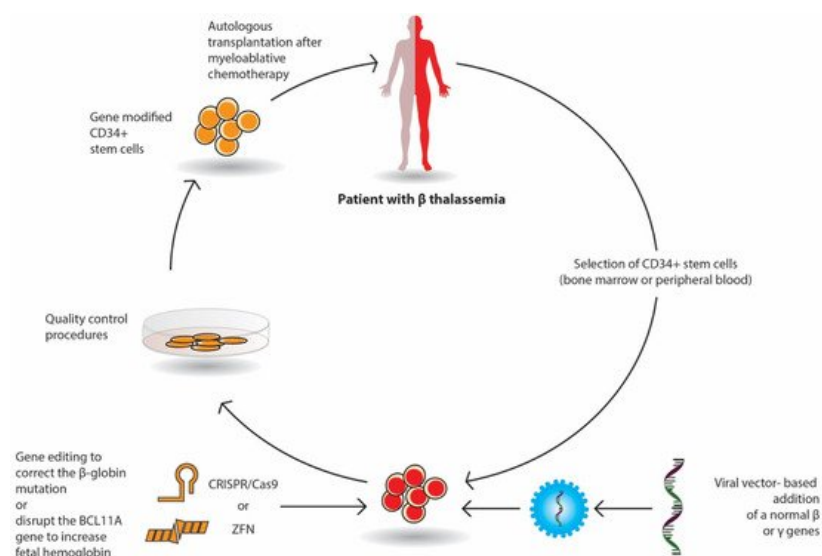 Autologous
transplantation after
myeloablative
chemotherapy
Gene modified
CD34+
stem cells
Patient with β thalassemia
Selection of CD34+ stem cells
(bone marrow or peripheral blood)
Quality control
procedures
Gene editing to
correct the β-globin
mutation
or
disrupt the BCL11A
gene to increase
fetal hemoglobin
CRISPR/Cas9
or
ZFN
Viral vector- based
addition
of a normal β
or γ genes